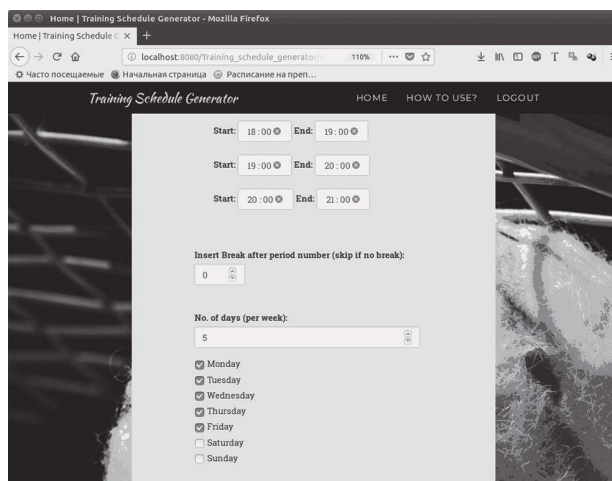 Home | Training Schedule Generator - Mozilla Firefox
Home | Training Schedule G
localhost:8080/Training_schedule_generator/ 110%
Часто посещаемые Начальная страница Расписание на преп…
Training Schedule Generator HOME HOW TO USE? LOGOUT
Start: 18:00 End: 19:00
Start: 19:00 End: 20:00
Start: 20:00 End: 21:00
Insert Break after period number (skip if no break):
0
No. of days (per week):
5
Monday
Tuesday
Wednesday
Thursday
Friday
Saturday
Sunday